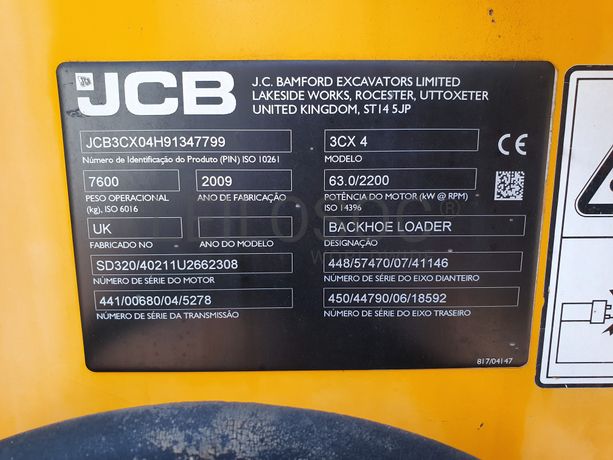 JCB
J.C. BAMFORD EXCAVATORS LIMITED
LAKESIDE WORKS, ROCESTER, UTTOXETER
UNITED KINGDOM, ST14 5JP
JCB3CX04H91347799
Número de Identificação do Produto (PIN) ISO 10261
3CX 4
MODELO
CE
7600
PESO OPERACIONAL
(kg), ISO 6016
2009
ANO DE FABRICAÇÃO
63.0/2200
POTÊNCIA DO MOTOR (kW @ RPM)
ISO 14396
UK
FABRICADO NO
ANO DO MODELO
BACKHOE LOADER
DESIGNAÇÃO
SD320/40211U2662308
NÚMERO DE SÉRIE DO MOTOR
448/57470/07/41146
NÚMERO DE SÉRIE DO EIXO DIANTEIRO
441/00680/04/5278
NÚMERO DE SÉRIE DA TRANSMISSÃO
450/44790/06/18592
NÚMERO DE SÉRIE DO EIXO TRASEIRO
817/04147